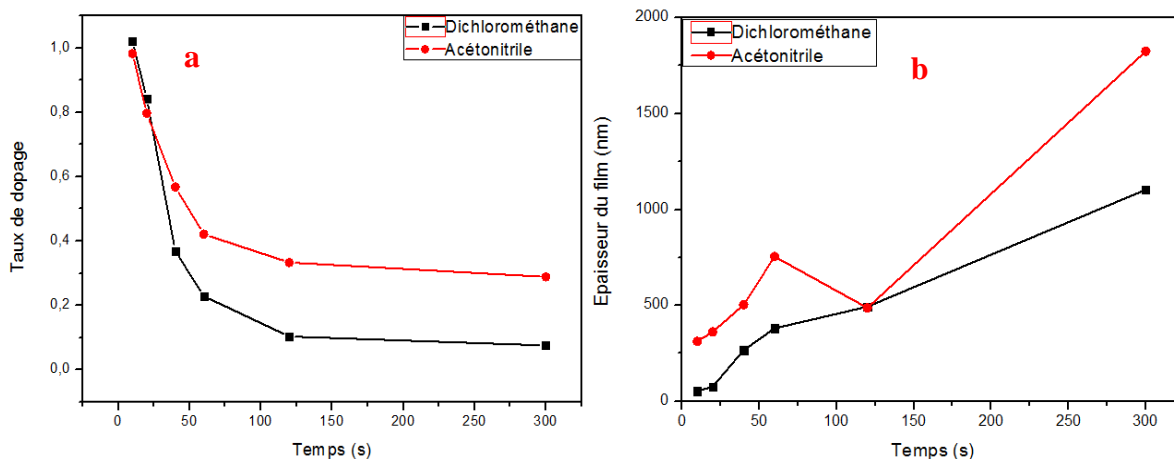 Dichlorométhane
Acétonitrile
a
1,0
0,8
0,6
0,4
0,2
0,0
Taux de dopage
0 50 100 150 200 250 300
Temps (s)
Dichlorométhane
Acétonitrile
b
2000
1500
1000
500
0
Epaisseur du film (nm)
0 50 100 150 200 250 300
Temps (s)